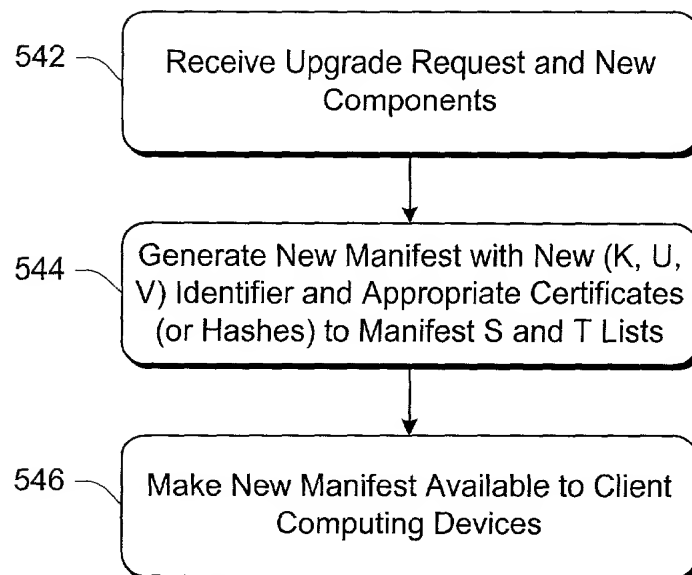 542
Receive Upgrade Request and New
Components
544
Generate New Manifest with New (K, U,
V) Identifier and Appropriate Certificates
(or Hashes) to Manifest S and T Lists
546
Make New Manifest Available to Client
Computing Devices